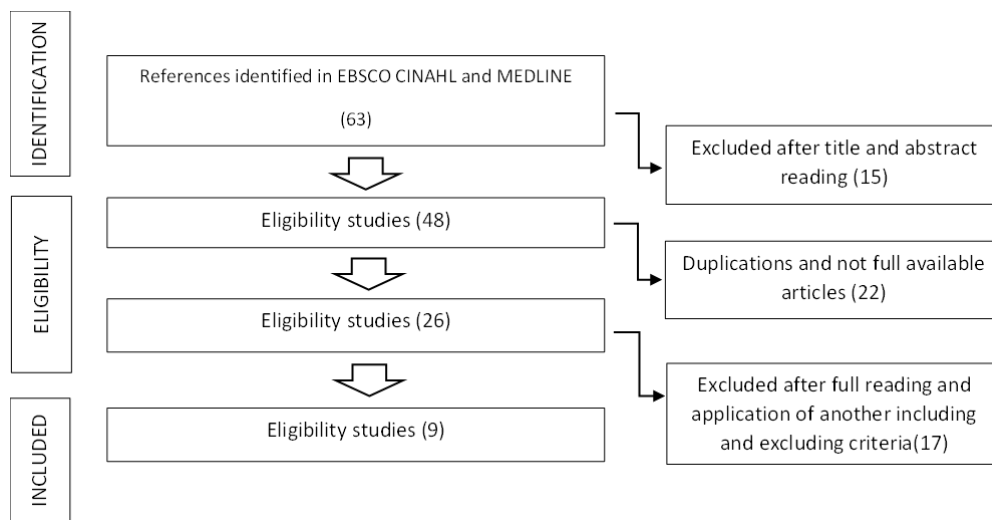 IDENTIFICATION
References identified in EBSCO CINAHL and MEDLINE
(63)
Excluded after title and abstract
reading (15)
ELIGIBILITY
Eligibility studies (48)
Duplications and not full available
articles (22)
Eligibility studies (26)
Excluded after full reading and
application of another including
and excluding criteria(17)
INCLUDED
Eligibility studies (9)